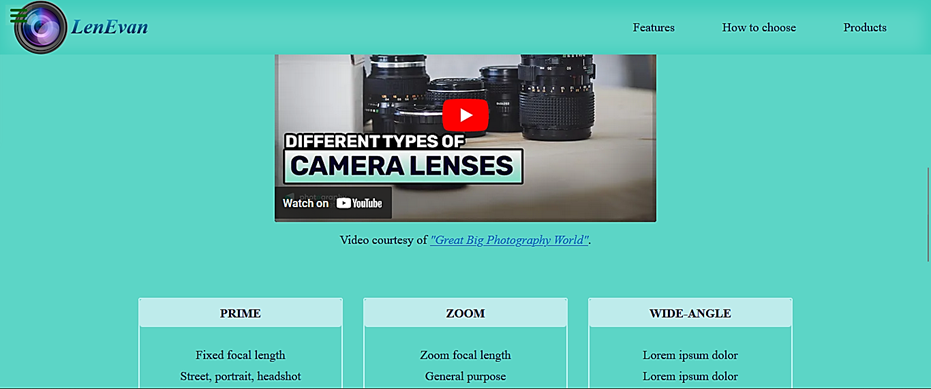 LenEvan
Features
How to choose
Products
DIFFERENT TYPES OF
CAMERA LENSES
Watch on YouTube
Video courtesy of "Great Big Photography World".
PRIME
Fixed focal length
Street, portrait, headshot
ZOOM
Zoom focal length
General purpose
WIDE-ANGLE
Lorem ipsum dolor
Lorem ipsum dolor